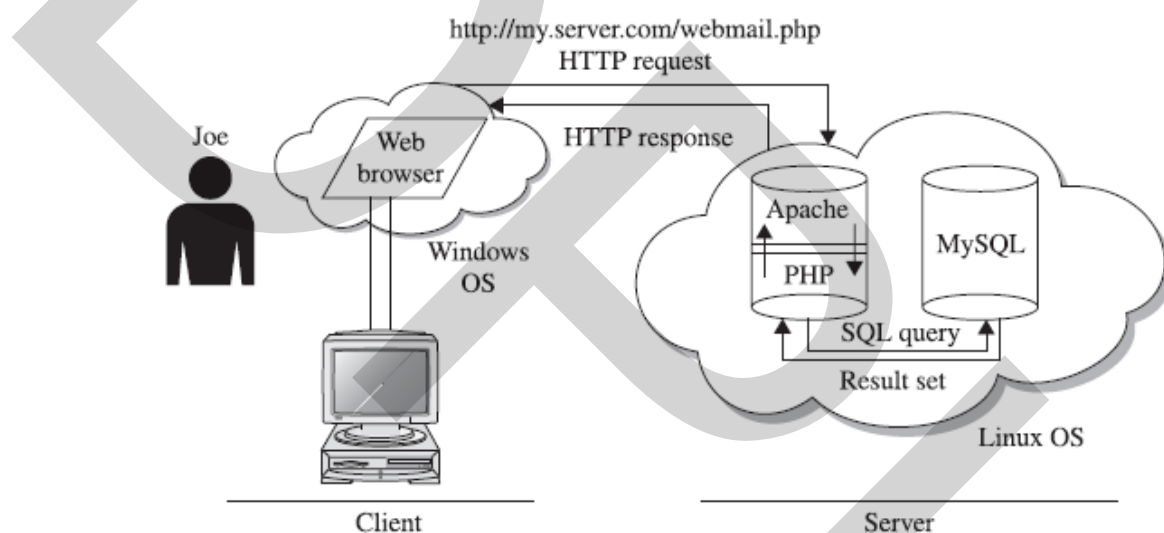 http://my.server.com/webmail.php
HTTP request
HTTP response
Joe
Web
browser
Windows
OS
Apache
PHP
MySQL
SQL query
Result set
Linux OS
Client
Server